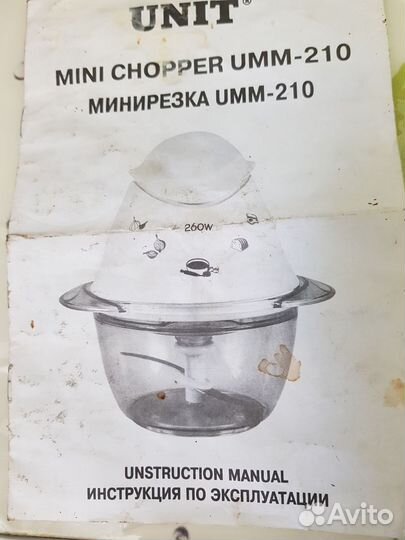 UNIT®
MINI CHOPPER UMM-210
МИНИРЕЗКА UMM-210
260W
UNSTRUCTION MANUAL
ИНСТРУКЦИЯ ПО ЭКСПЛУАТАЦИИ
Avito